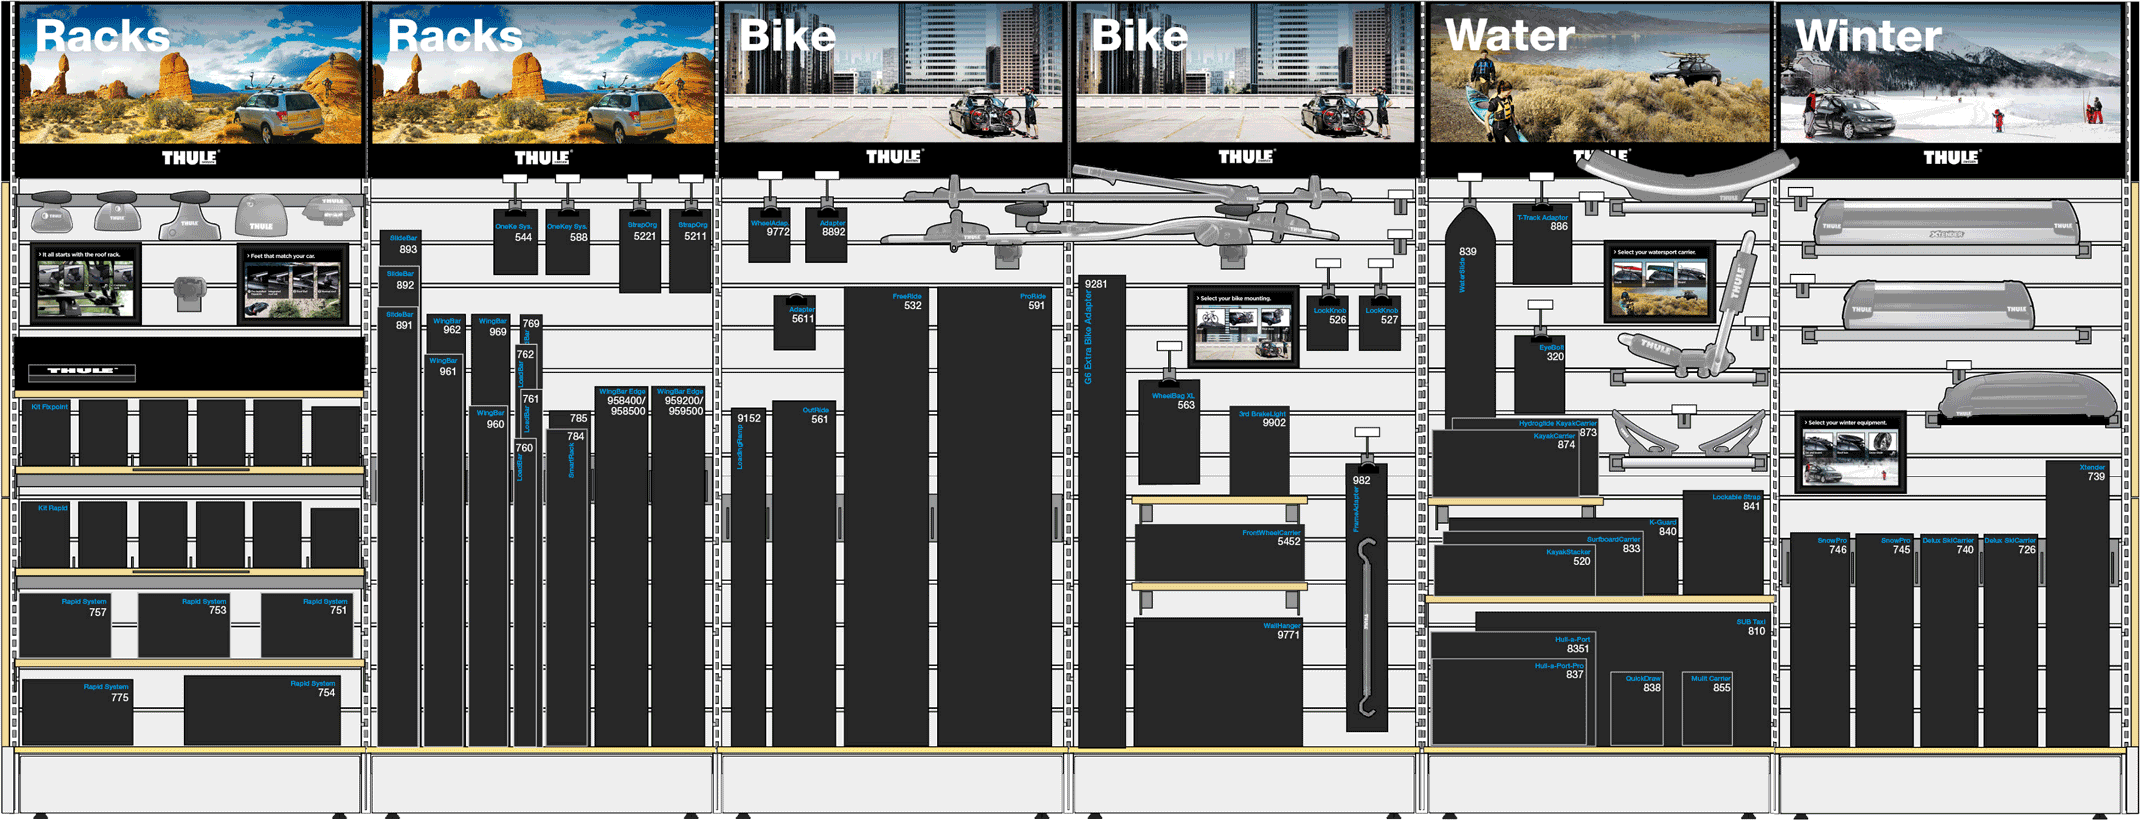 Racks
THULE
THULE
THULE
THULE
THULE
› It all starts with the roof rack.
› Feet that match your car.
THULE
Kit Fixpoint
Kit Rapid
Rapid System
757
Rapid System
753
Rapid System
751
Rapid System
775
Rapid System
754
Racks
THULE
OneKe Sys.
544
OneKey Sys.
588
StrapOrg
5221
StrapOrg
5211
SlideBar
893
SlideBar
892
SlideBar
891
WingBar
962
WingBar
961
WingBar
969
WingBar
960
769
762
LoadBar
761
LoadBar
760
LoadBar
785
784
SmartRack
WingBar Edge
958400/
958500
WingBar Edge
959200/
959500
Bike
THULE
WheelAdap
9772
Adapter
8892
Adapter
5611
FreeRide
532
ProRide
591
9152
LoadingRamp
OutRide
561
Bike
THULE
9281
G6 Extra Bike Adapter
› Select your bike mounting.
LockKnob
526
LockKnob
527
WheelBag XL
563
3rd BrakeLight
9902
982
FrameAdapter
FrontWheelCarrier
5452
WallHanger
9771
Water
THULE
THULE
839
WaterSlide
T-Track Adapter
886
› Select your watersport carrier.
THULE
THULE
EyeBolt
320
Hydroglide KayakCarrier
873
KayakCarrier
874
Lockable Strap
841
K-Guard
840
SurfboardCarrier
833
KayakStacker
520
SUB Taxi
810
Hull-a-Port
8351
Hull-a-Port-Pro
837
QuickDraw
838
Mulit Carrier
855
Winter
THULE
THULE
XTENDER
THULE
THULE
THULE
THULE
› Select your winter equipment.
Xtender
739
SnowPro
746
SnowPro
745
Delux SkiCarrier
740
Delux SkiCarrier
726